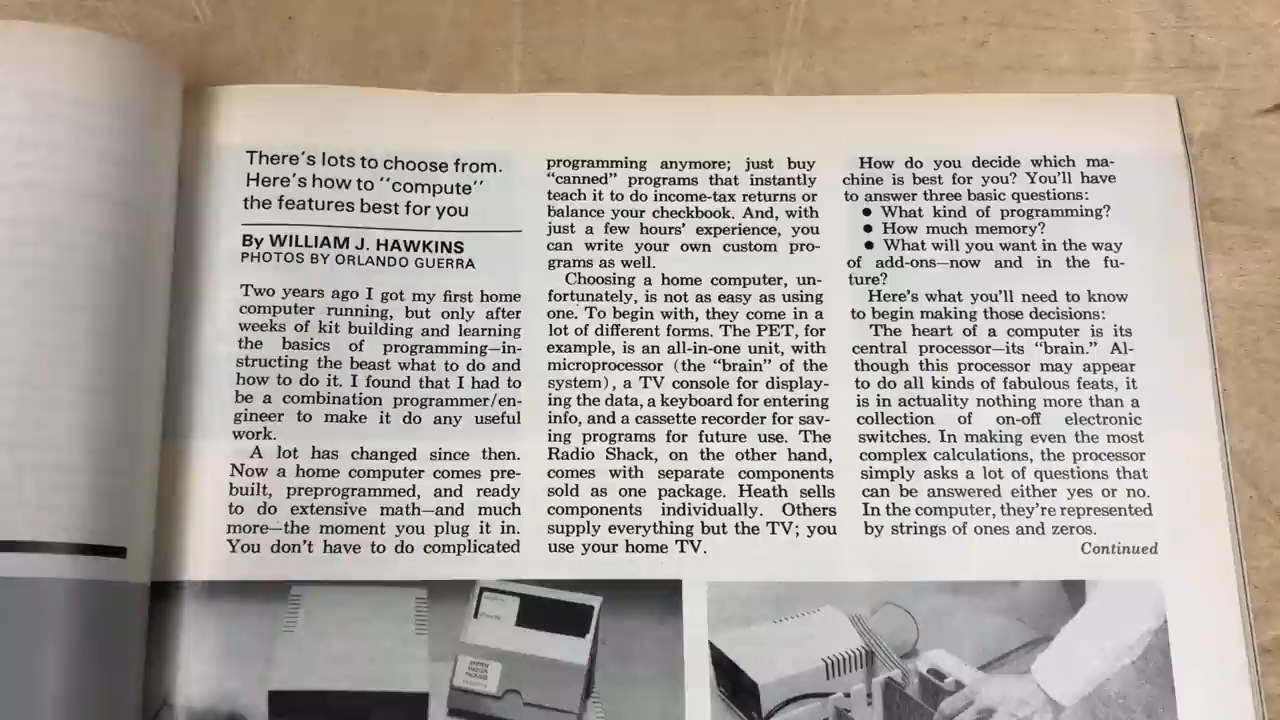 There's lots to choose from.
Here's how to "compute"
the features best for you
By WILLIAM J. HAWKINS
PHOTOS BY ORLANDO GUERRA
Two years ago I got my first home
computer running, but only after
weeks of kit building and learning
the basics of programming—in-
structing the beast what to do and
how to do it. I found that I had to
be a combination programmer/en-
gineer to make it do any useful
work.
A lot has changed since then.
Now a home computer comes pre-
built, preprogrammed, and ready
to do extensive math—and much
more—the moment you plug it in.
You don't have to do complicated
programming anymore; just buy
"canned" programs that instantly
teach it to do income-tax returns or
balance your checkbook. And, with
just a few hours' experience, you
can write your own custom pro-
grams as well.
Choosing a home computer, un-
fortunately, is not as easy as using
one. To begin with, they come in a
lot of different forms. The PET, for
example, is an all-in-one unit, with
microprocessor (the "brain" of the
system), a TV console for display-
ing the data, a keyboard for entering
info, and a cassette recorder for sav-
ing programs for future use. The
Radio Shack, on the other hand,
comes with separate components
sold as one package. Heath sells
components individually. Others
supply everything but the TV; you
use your home TV.
How do you decide which ma-
chine is best for you? You'll have
to answer three basic questions:
● What kind of programming?
● How much memory?
● What will you want in the way
of add-ons—now and in the fu-
ture?
Here's what you'll need to know
to begin making those decisions:
The heart of a computer is its
central processor—its "brain." Al-
though this processor may appear
to do all kinds of fabulous feats, it
is in actuality nothing more than a
collection of on-off electronic
switches. In making even the most
complex calculations, the processor
simply asks a lot of questions that
can be answered either yes or no.
In the computer, they're represented
by strings of ones and zeros.
Continued
SYSTEM
MASTER
PACKAGE